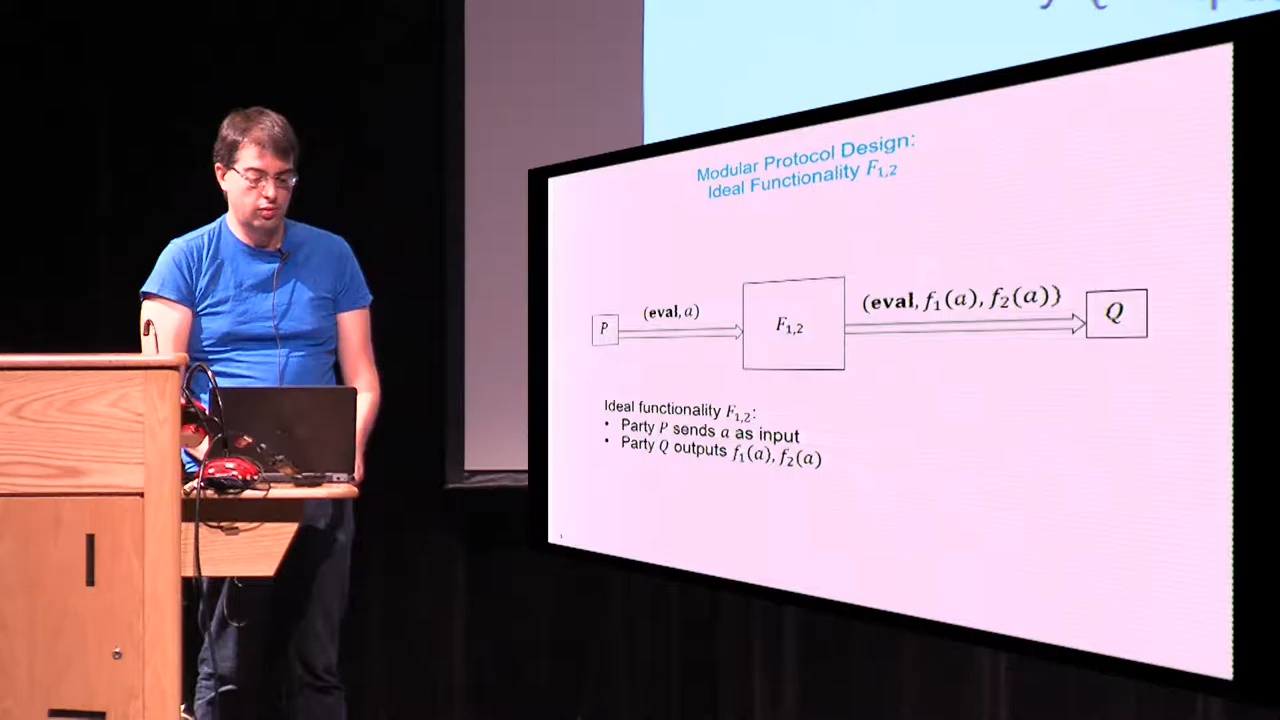 Modular Protocol Design:
Ideal Functionality F₁,₂
P
(eval, a)
F₁,₂
(eval, f₁(a), f₂(a)}
Q
Ideal functionality F₁,₂:
• Party P sends a as input
• Party Q outputs f₁(a), f₂(a)